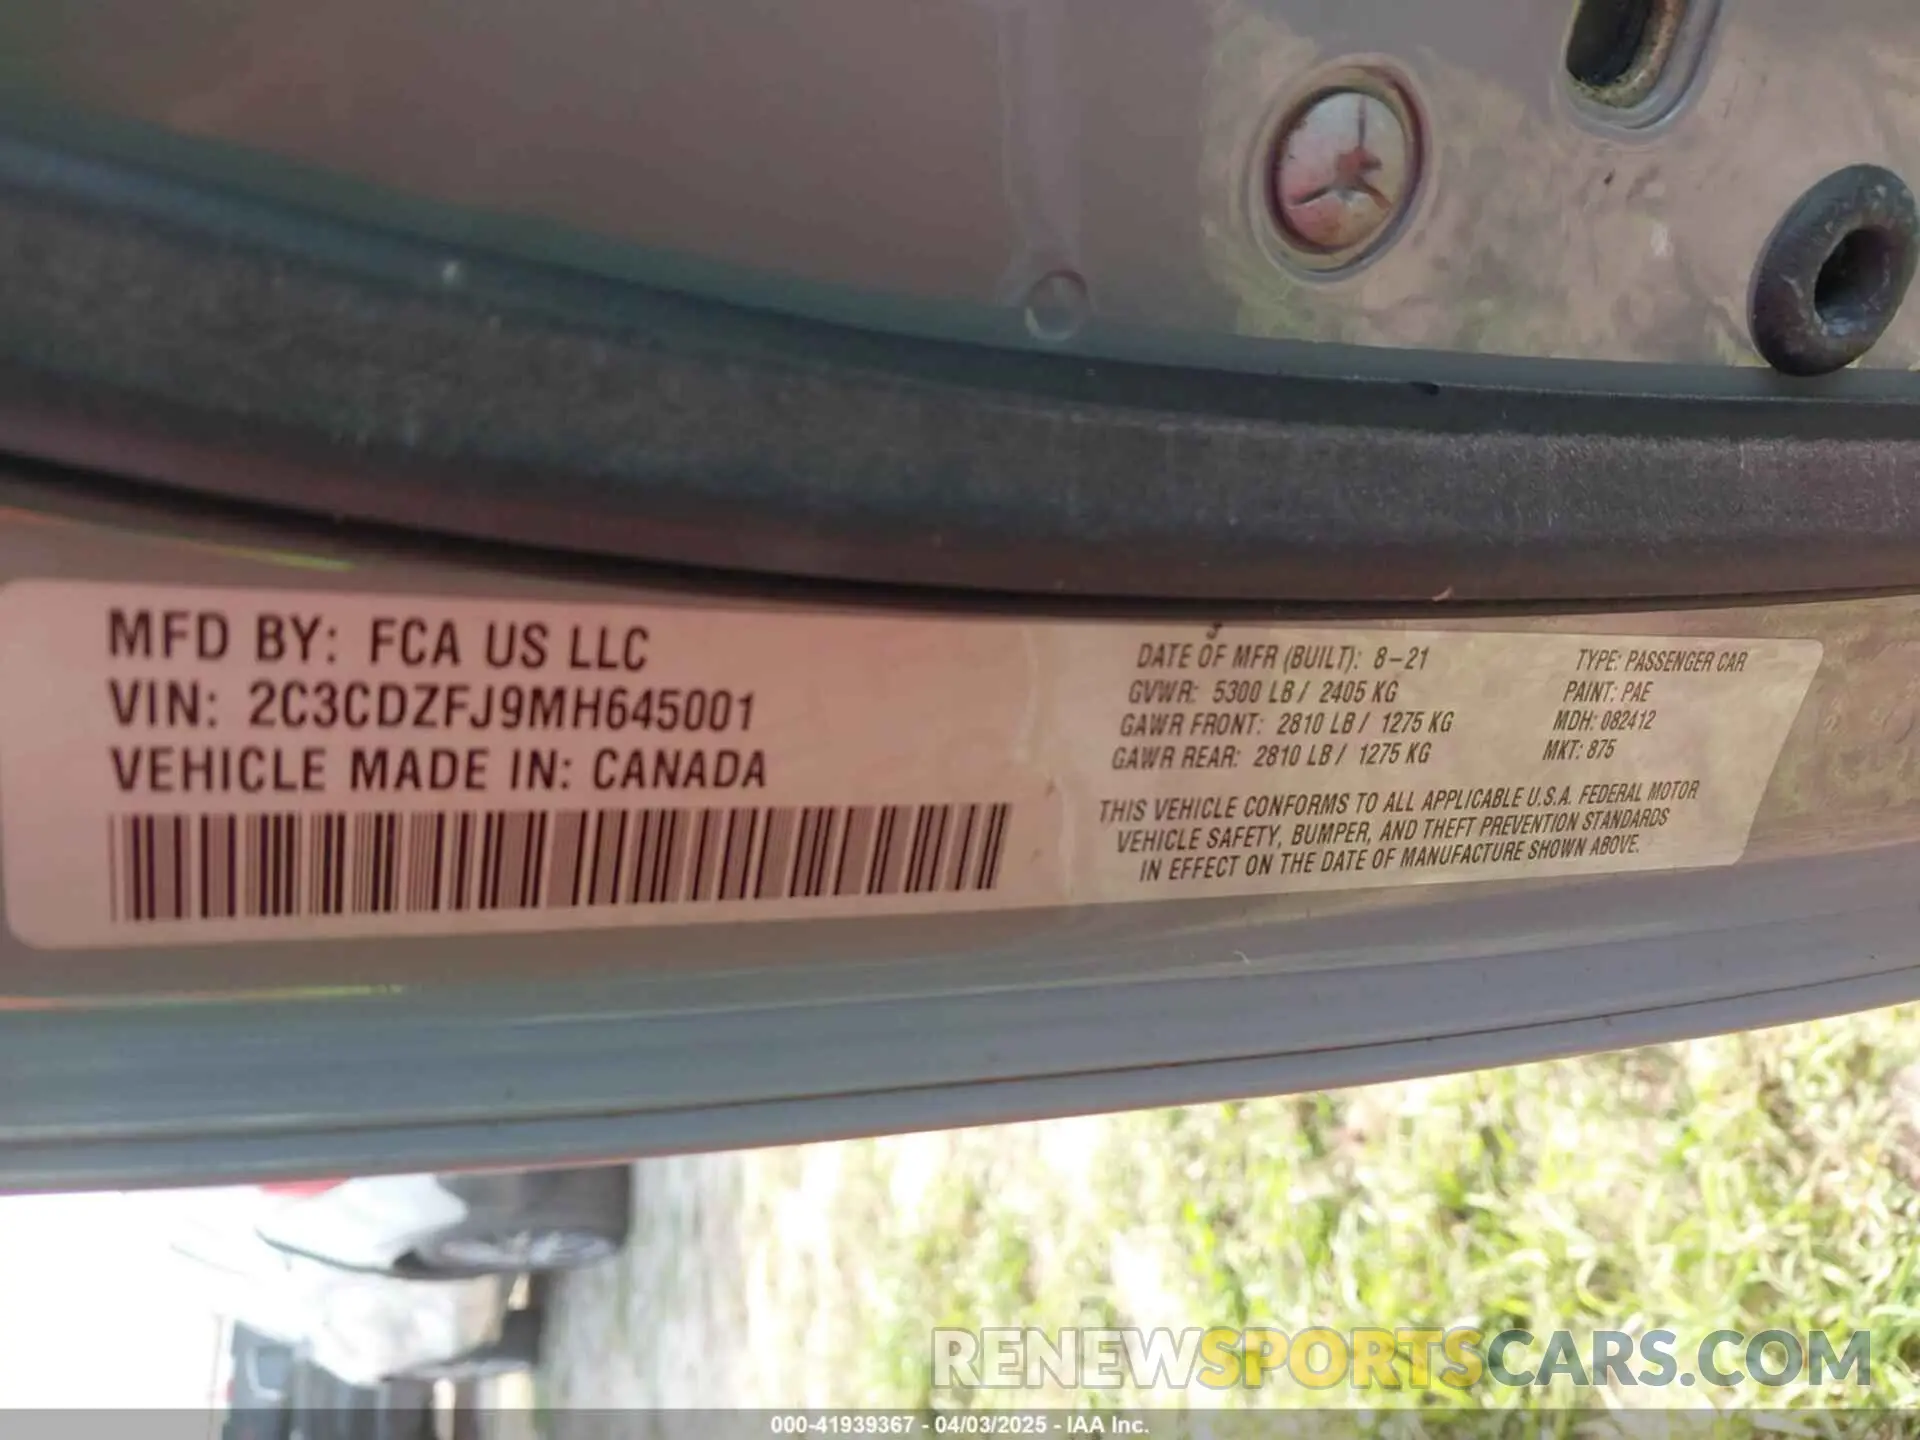 MFD BY: FCA US LLC
VIN: 2C3CDZFJ9MH645001
VEHICLE MADE IN: CANADA
DATE OF MFR (BUILT): 8-21
GVWR: 5300 LB / 2405 KG
GAWR FRONT: 2810 LB / 1275 KG
GAWR REAR: 2810 LB / 1275 KG
TYPE: PASSENGER CAR
PAINT: PAE
MDH: 082412
MKT: 875
THIS VEHICLE CONFORMS TO ALL APPLICABLE U.S.A. FEDERAL MOTOR
VEHICLE SAFETY, BUMPER, AND THEFT PREVENTION STANDARDS
IN EFFECT ON THE DATE OF MANUFACTURE SHOWN ABOVE.
RENEWSPORTSCARS.COM
000-41939367 - 04/03/2025 - IAA Inc.